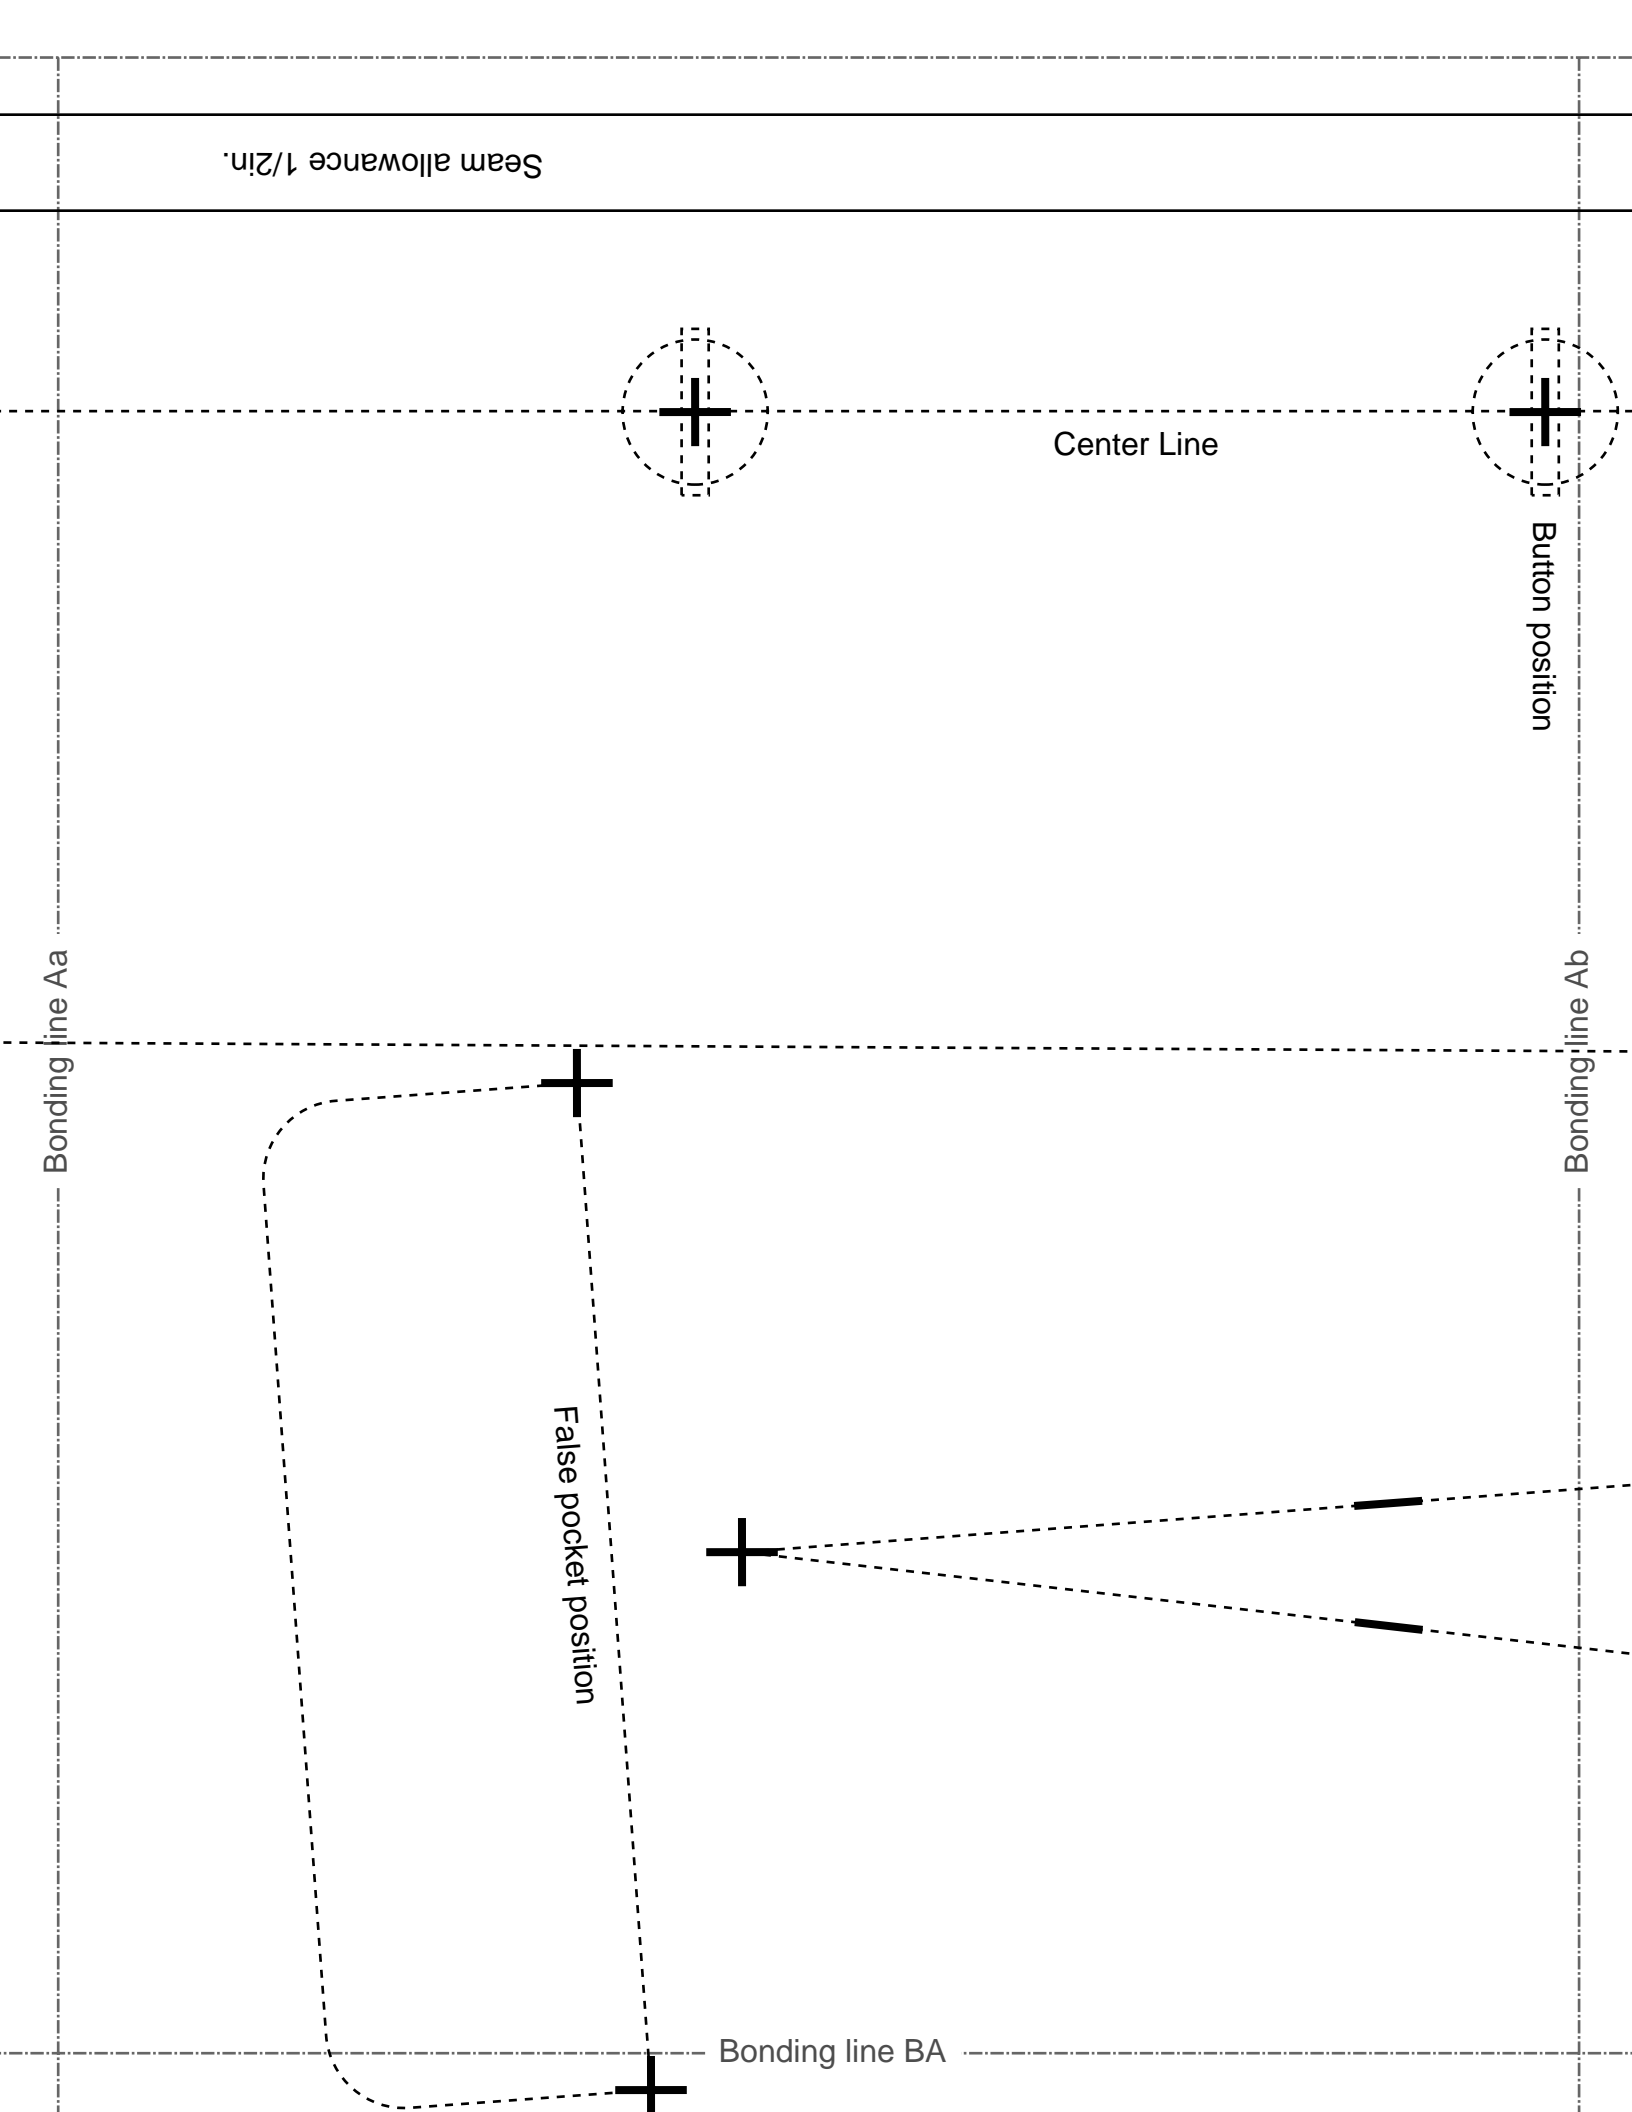 Seam allowance 1/2in.
Center Line
Button position
Bonding line Aa
Bonding line Ab
False pocket position
Bonding line BA